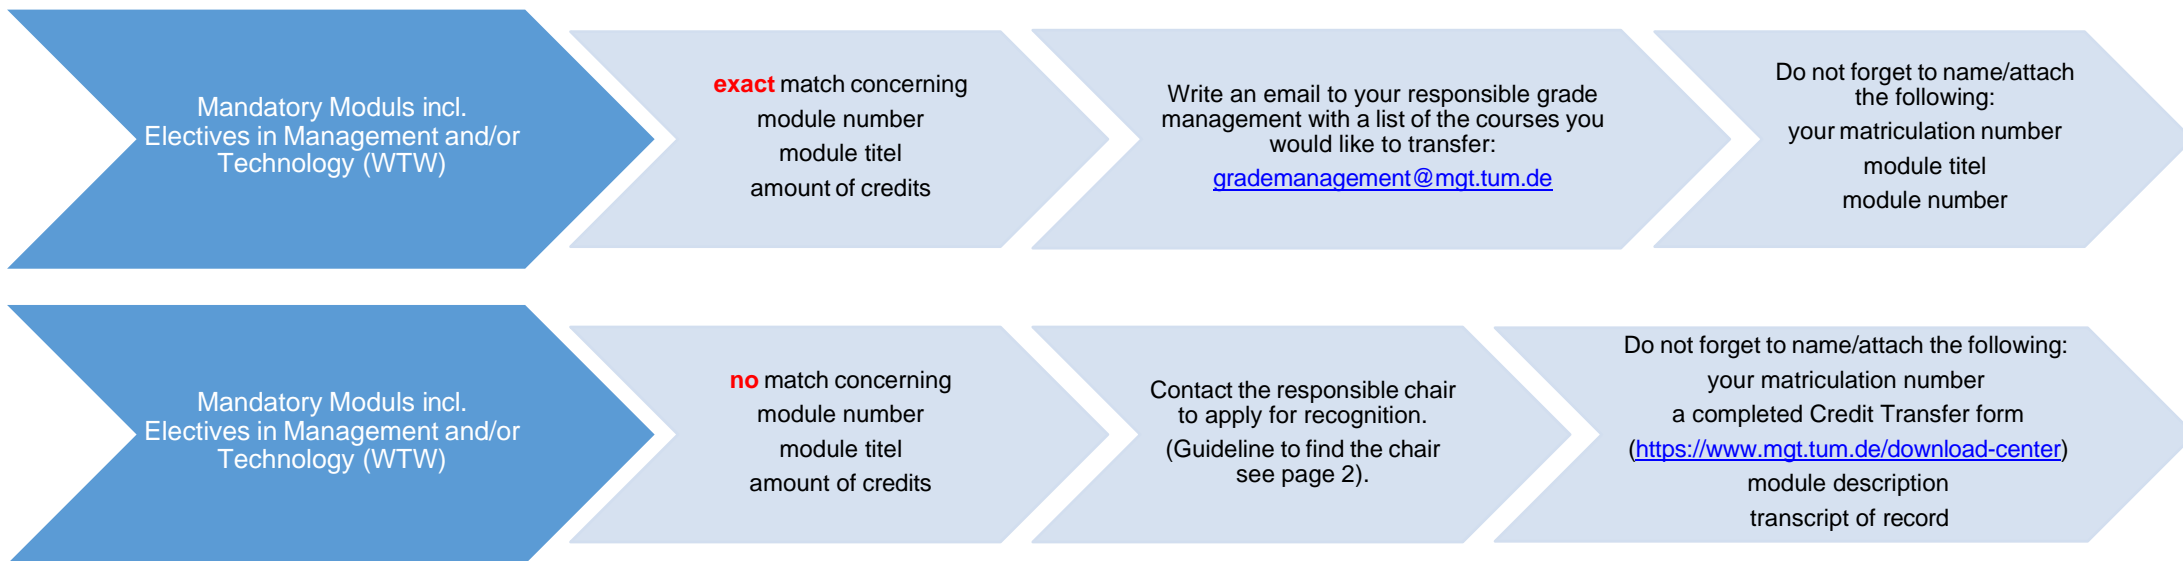 Mandatory Moduls incl.
Electives in Management and/or
Technology (WTW)
exact match concerning
module number
module titel
amount of credits
Write an email to your responsible grade
management with a list of the courses you
would like to transfer:
grademanagement@mgt.tum.de
Do not forget to name/attach
the following:
your matriculation number
module titel
module number
Mandatory Moduls incl.
Electives in Management and/or
Technology (WTW)
no match concerning
module number
module titel
amount of credits
Contact the responsible chair
to apply for recognition.
(Guideline to find the chair
see page 2).
Do not forget to name/attach the following:
your matriculation number
a completed Credit Transfer form
(https://www.mgt.tum.de/download-center)
module description
transcript of record